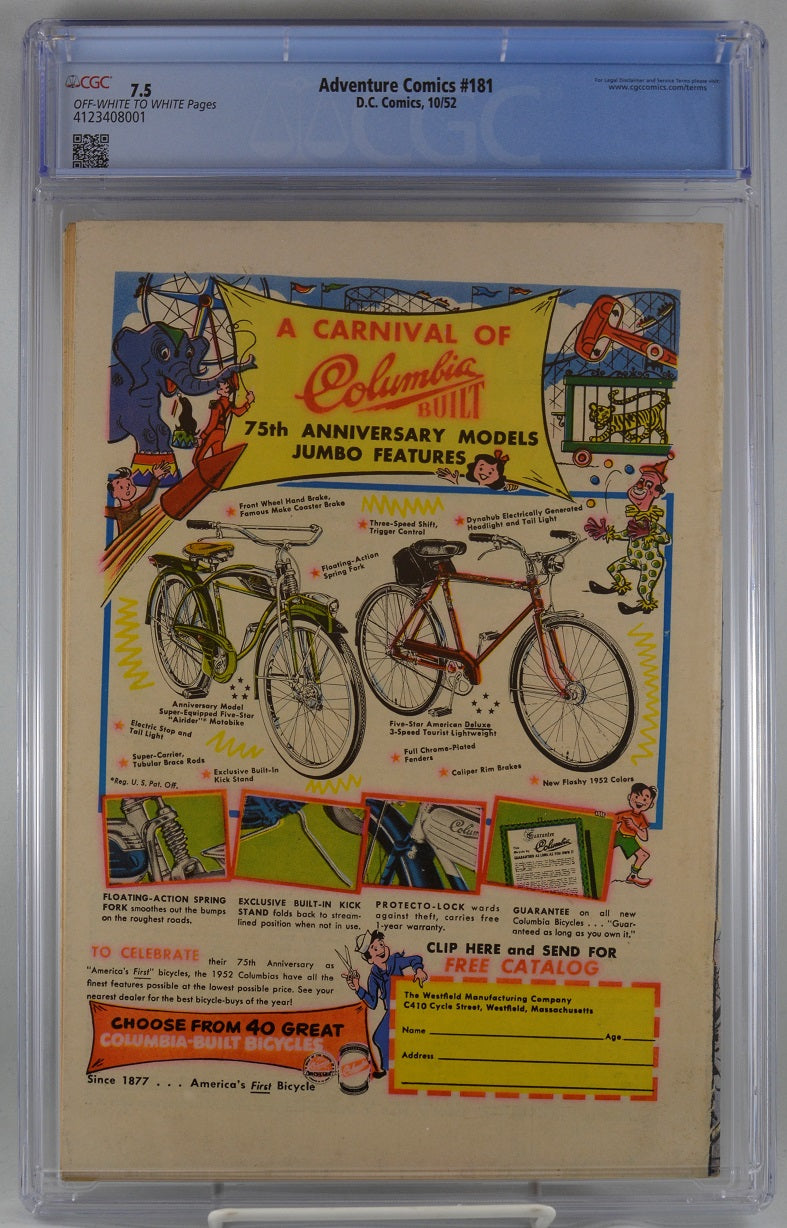 CGC 7.5
OFF-WHITE TO WHITE Pages
4123408001
Adventure Comics #181
D.C. Comics, 10/52
For Legal Disclaimer and Service Terms please visit:
www.cgccomics.com/terms
CGC
A CARNIVAL OF
Columbia
BUILT
75th ANNIVERSARY MODELS
JUMBO FEATURES
Front Wheel Hand Brake,
Famous Make Coaster Brake
Three-Speed Shift,
Trigger Control
Dynohub Electrically Generated
Headlight and Tail Light
Floating-Action
Spring Fork
Anniversary Model
Super-Equipped Five-Star
"Airider"* Motobike
Electric Stop and
Tail Light
Super-Carrier,
Tubular Brace Rods
Exclusive Built-In
Kick Stand
*Reg. U. S. Pat. Off.
Five-Star American Deluxe
3-Speed Tourist Lightweight
Full Chrome-Plated
Fenders
Caliper Rim Brakes
New Flashy 1952 Colors
Colum
Guarantee
Columbia
GUARANTEED AS LONG AS YOU OWN IT
FLOATING-ACTION SPRING
FORK smoothes out the bumps
on the roughest roads.
EXCLUSIVE BUILT-IN KICK
STAND folds back to stream-
lined position when not in use.
PROTECTO-LOCK wards
against theft, carries free
1-year warranty.
GUARANTEE on all new
Columbia Bicycles . . . "Guar-
anteed as long as you own it."
TO CELEBRATE their 75th Anniversary as
"America's First" bicycles, the 1952 Columbias have all the
finest features possible at the lowest possible price. See your
nearest dealer for the best bicycle-buys of the year!
CHOOSE FROM 40 GREAT
COLUMBIA-BUILT BICYCLES
Since 1877 . . . America's First Bicycle
CLIP HERE and SEND FOR
FREE CATALOG
The Westfield Manufacturing Company
C410 Cycle Street, Westfield, Massachusetts
Name Age
Address